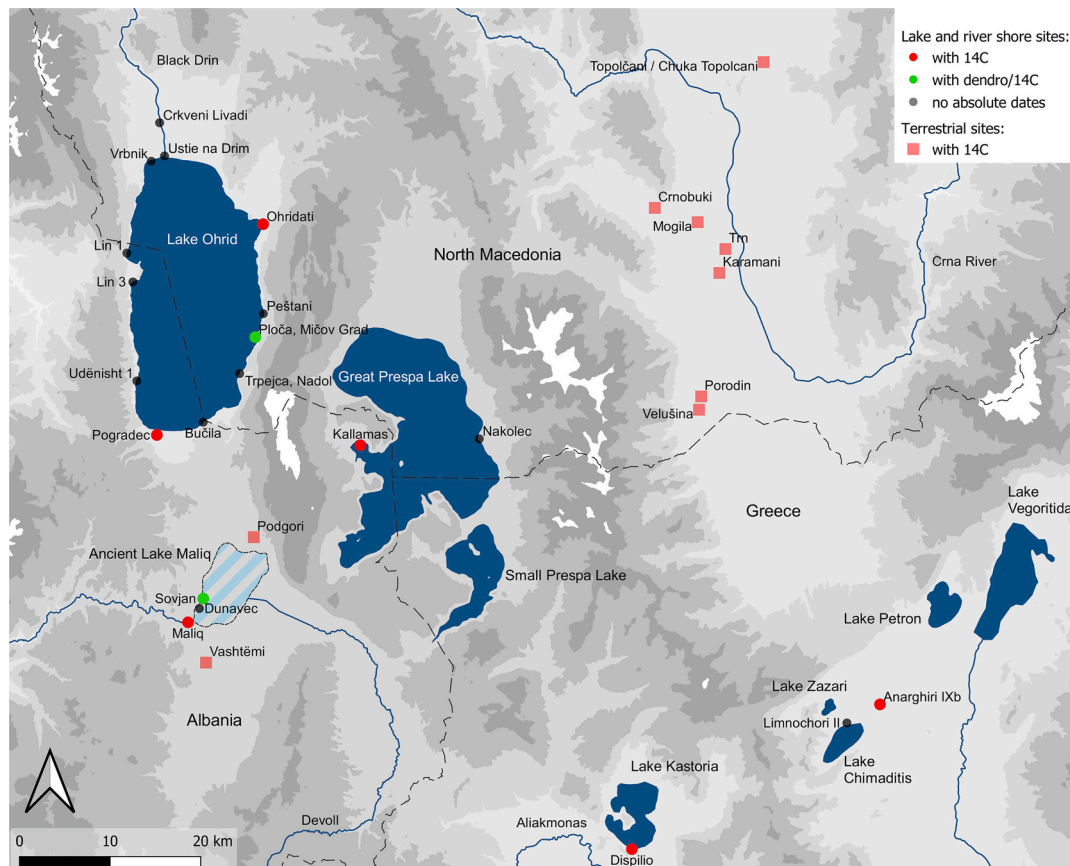 Lake and river shore sites:
with 14C
with dendro/14C
no absolute dates
Terrestrial sites:
with 14C
Black Drin
Topolčani / Chuka Topolcani
Crkveni Livadi
Ustie na Drim
Vrbnik
Crnobuki
Ohridati
Mogila
Lake Ohrid
Trn
Lin 1
North Macedonia
Karamani
Crna River
Lin 3
Peštani
Ploča, Mičov Grad
Great Prespa Lake
Udënisht 1
Trpejca, Nadol
Porodin
Velušina
Pogradec
Bučila
Kallamas
Nakolec
Lake
Vegoritida
Greece
Podgori
Ancient Lake Maliq
Small Prespa Lake
Sovjan
Dunavec
Lake Petron
Maliq
Vashtëmi
Lake Zazari
Anarghiri IXb
Albania
Limnochori II
Lake
Chimaditis
Lake Kastoria
Devoll
Aliakmonas
Dispilio
0 10 20 km